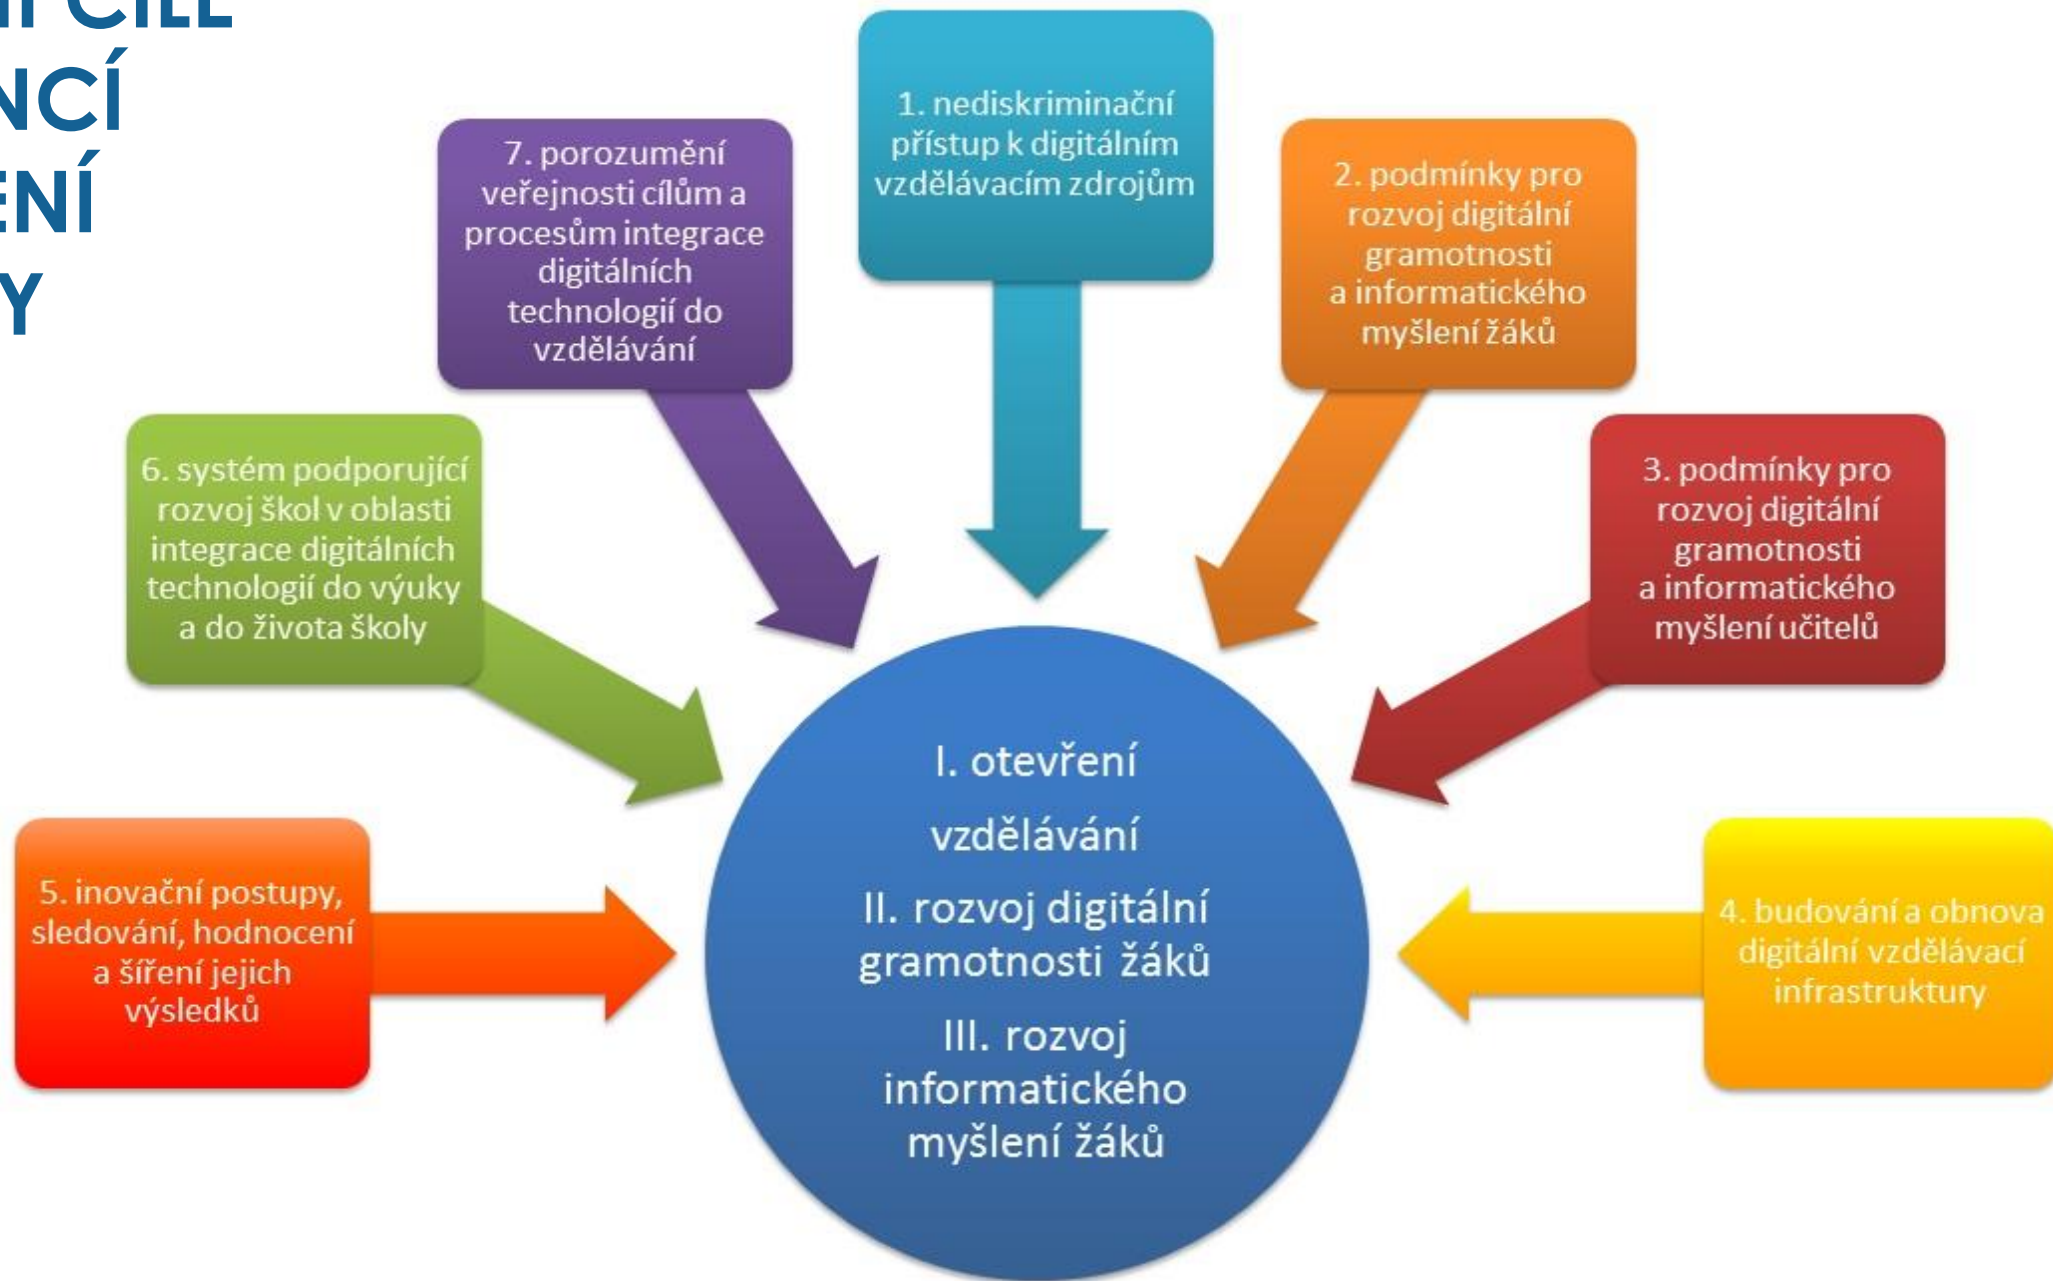 NCÍ
ENÍ
Y
1. nediskriminační
přístup k digitálním
vzdělávacím zdrojům
2. podmínky pro
rozvoj digitální
gramotnosti
a informatického
myšlení žáků
3. podmínky pro
rozvoj digitální
gramotnosti
a informatického
myšlení učitelů
4. budování a obnova
digitální vzdělávací
infrastruktury
5. inovační postupy,
sledování, hodnocení
a šíření jejich
výsledků
6. systém podporující
rozvoj škol v oblasti
integrace digitálních
technologií do výuky
a do života školy
7. porozumění
veřejnosti cílům a
procesům integrace
digitálních
technologií do
vzdělávání
I. otevření
vzdělávání
II. rozvoj digitální
gramotnosti žáků
III. rozvoj
informatického
myšlení žáků